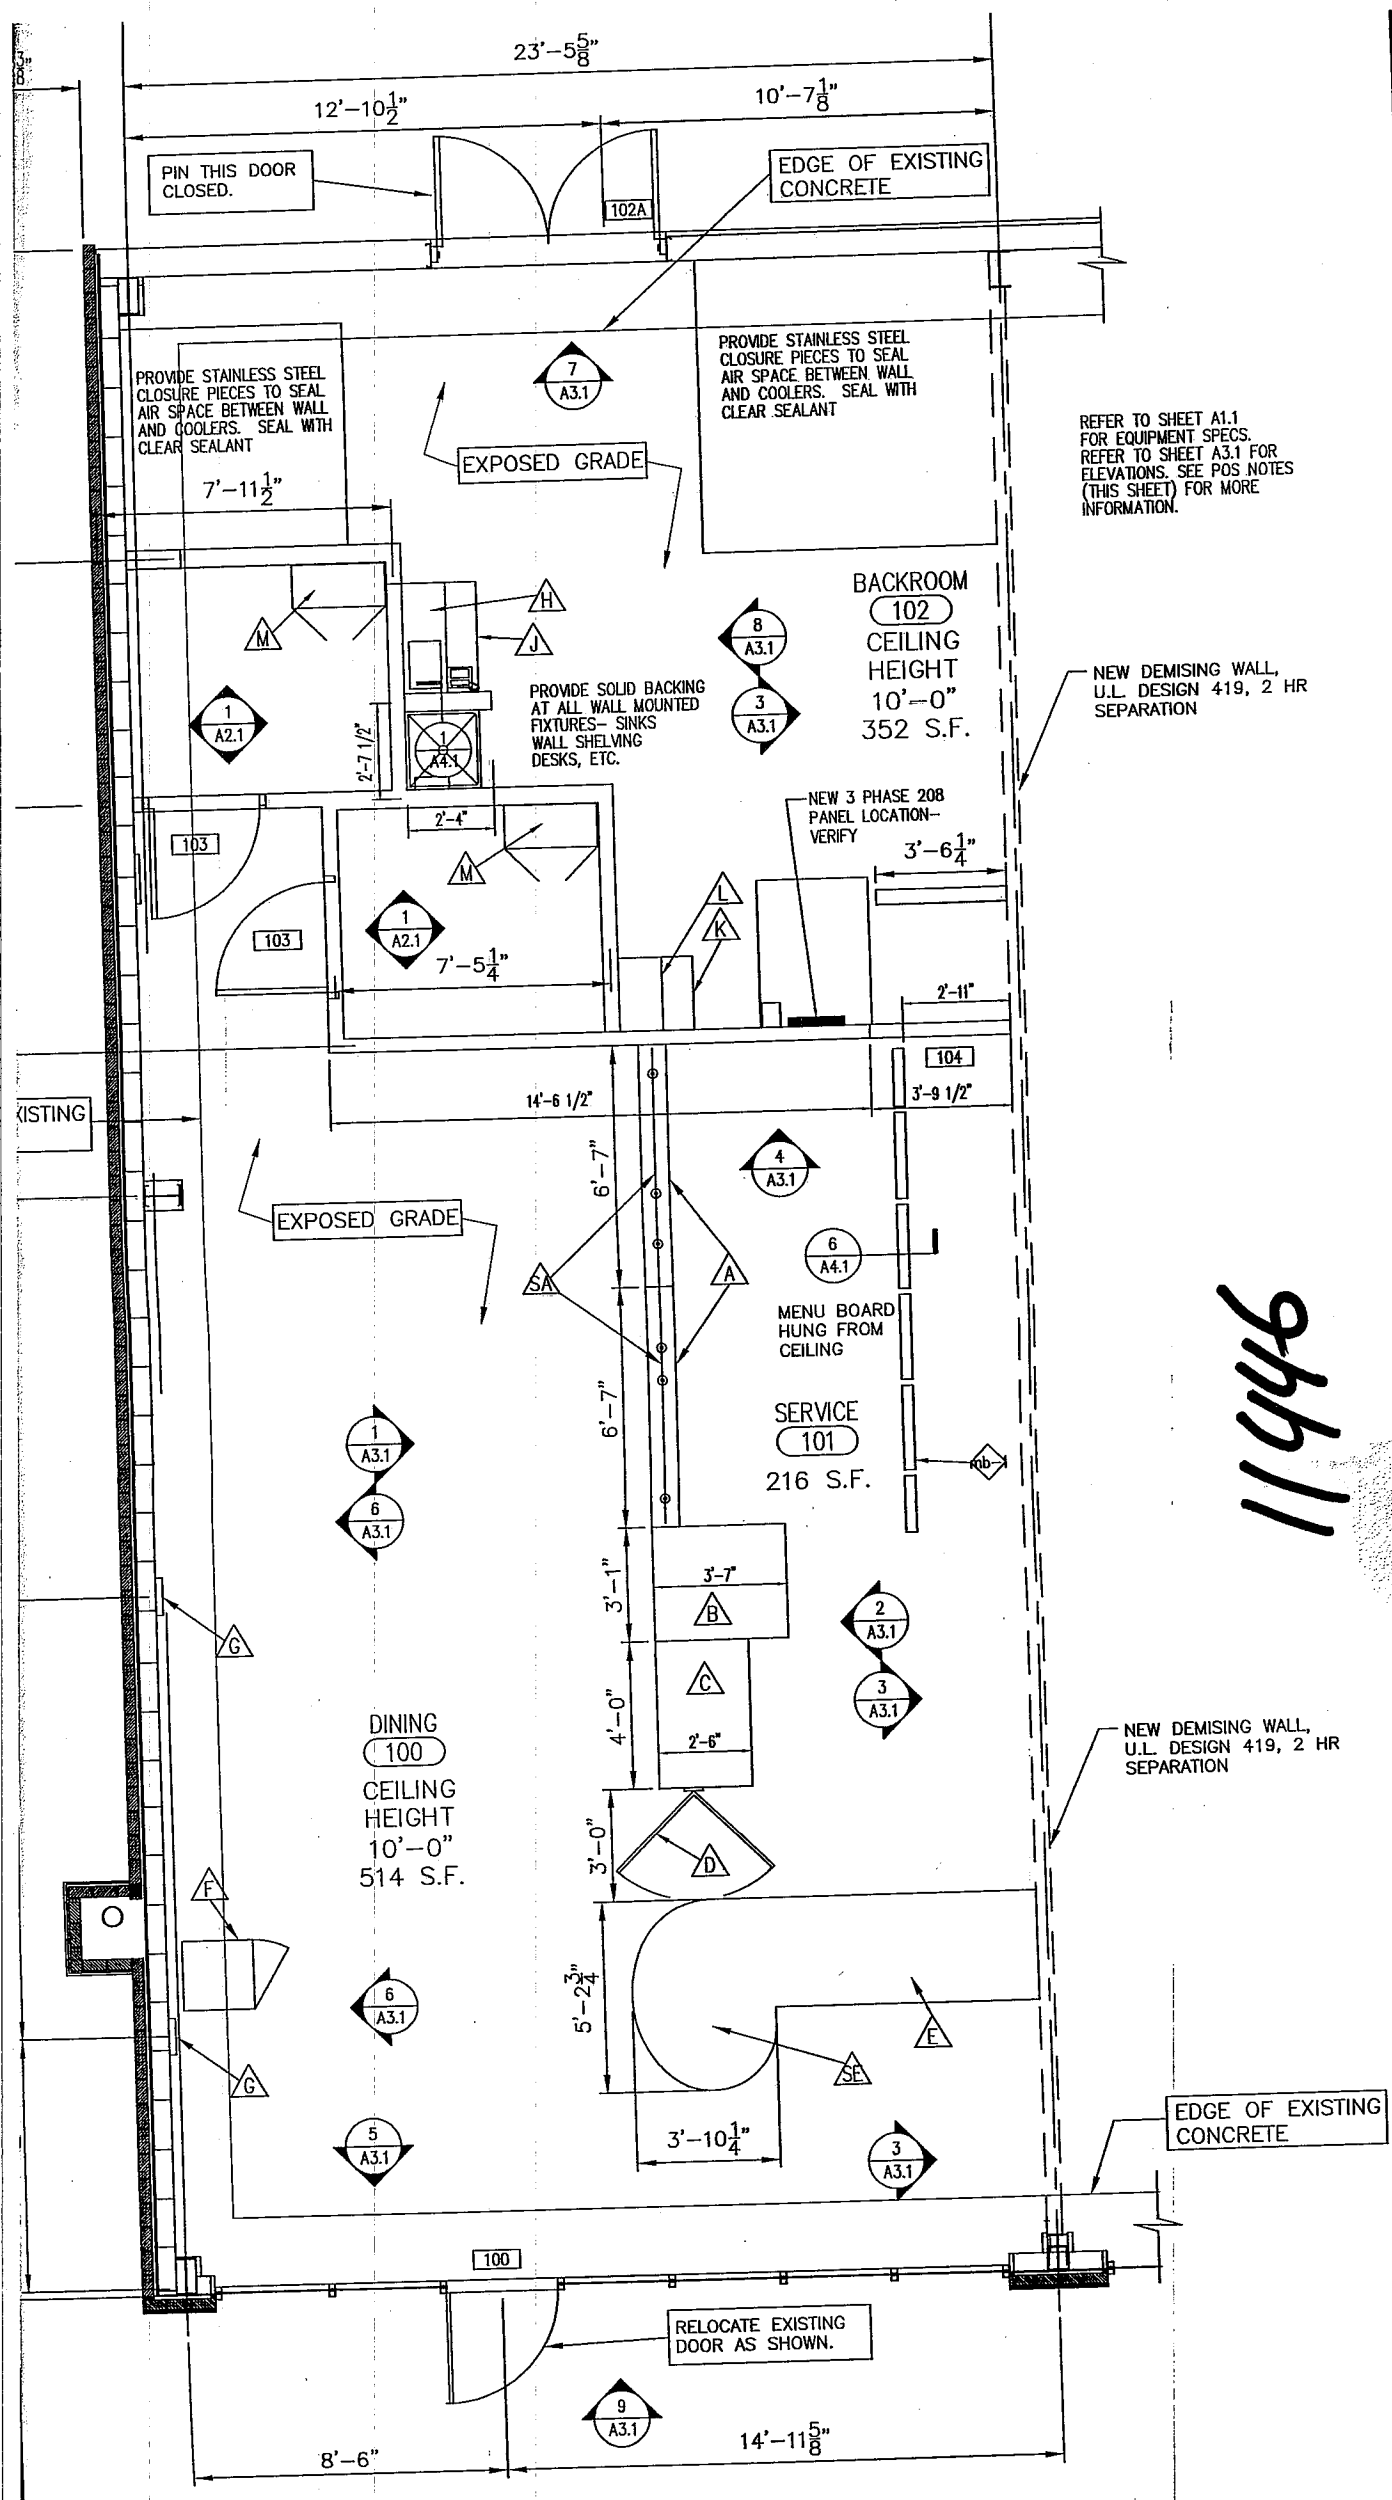 3"
8
23'-5 5/8"
12'-10 1/2"
10'-7 1/8"
PIN THIS DOOR
CLOSED.
EDGE OF EXISTING
CONCRETE
102A
PROVIDE STAINLESS STEEL
CLOSURE PIECES TO SEAL
AIR SPACE BETWEEN WALL
AND COOLERS. SEAL WITH
CLEAR SEALANT
7
A3.1
PROVIDE STAINLESS STEEL
CLOSURE PIECES TO SEAL
AIR SPACE BETWEEN WALL
AND COOLERS. SEAL WITH
CLEAR SEALANT
REFER TO SHEET A1.1
FOR EQUIPMENT SPECS.
REFER TO SHEET A3.1 FOR
ELEVATIONS. SEE POS NOTES
(THIS SHEET) FOR MORE
INFORMATION.
EXPOSED GRADE
7'-11 1/2"
BACKROOM
102
CEILING
HEIGHT
10'-0"
352 S.F.
H
M
J
8
A3.1
3
A3.1
NEW DEMISING WALL,
U.L. DESIGN 419, 2 HR
SEPARATION
1
A2.1
PROVIDE SOLID BACKING
AT ALL WALL MOUNTED
FIXTURES- SINKS
WALL SHELVING
DESKS, ETC.
2'-7 1/2"
1
A4.1
2'-4"
NEW 3 PHASE 208
PANEL LOCATION-
VERIFY
3'-6 1/4"
103
M
L
K
103
1
A2.1
7'-5 1/4"
2'-11"
104
XISTING
14'-6 1/2"
3'-9 1/2"
6'-7"
4
A3.1
EXPOSED GRADE
SA
A
6
A4.1
MENU BOARD
HUNG FROM
CEILING
11446
6'-7"
SERVICE
101
216 S.F.
1
A3.1
6
A3.1
mb-1
3'-1"
3'-7"
B
2
A3.1
G
C
3
A3.1
4'-0"
2'-6"
DINING
100
CEILING
HEIGHT
10'-0"
514 S.F.
NEW DEMISING WALL,
U.L. DESIGN 419, 2 HR
SEPARATION
3'-0"
D
F
5'-2 3/4"
6
A3.1
E
SE
G
3'-10 1/4"
5
A3.1
3
A3.1
EDGE OF EXISTING
CONCRETE
100
RELOCATE EXISTING
DOOR AS SHOWN.
9
A3.1
8'-6"
14'-11 5/8"